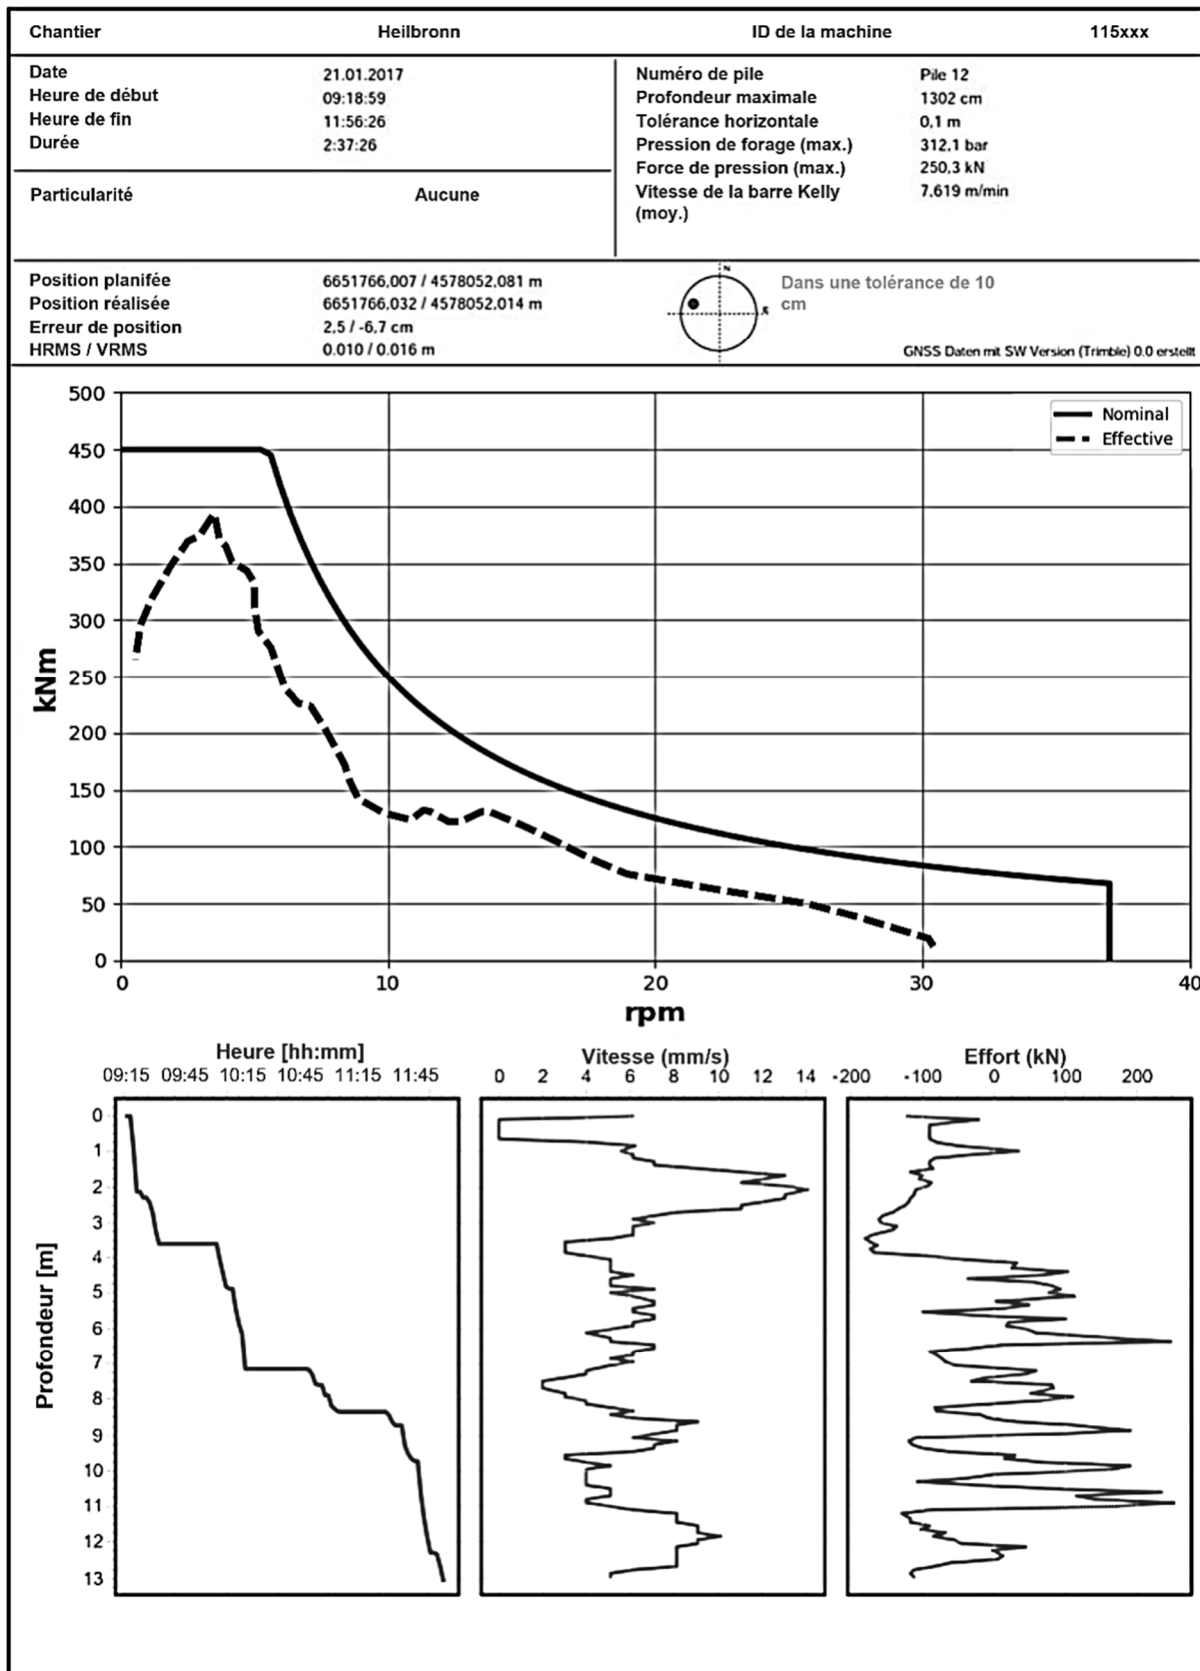 Chantier Heilbronn ID de la machine 115xxx
Date 21.01.2017
Heure de début 09:18:59
Heure de fin 11:56:26
Durée 2:37:26
Particularité Aucune
Numéro de pile Pile 12
Profondeur maximale 1302 cm
Tolérance horizontale 0,1 m
Pression de forage (max.) 312,1 bar
Force de pression (max.) 250,3 kN
Vitesse de la barre Kelly 7,619 m/min
(moy.)
Position planifée 6651766,007 / 4578052,081 m
Position réalisée 6651766,032 / 4578052,014 m
Erreur de position 2,5 / -6,7 cm
HRMS / VRMS 0.010 / 0.016 m
N
Dans une tolérance de 10
cm
GNSS Daten mit SW Version (Trimble) 0.0 erstellt
500
450
400
350
300
250
200
150
100
50
0
kNm
Nominal
Effective
0 10 20 30 40
rpm
Heure [hh:mm]
09:15 09:45 10:15 10:45 11:15 11:45
Vitesse (mm/s)
0 2 4 6 8 10 12 14
Effort (kN)
-200 -100 0 100 200
Profondeur [m]
0
1
2
3
4
5
6
7
8
9
10
11
12
13